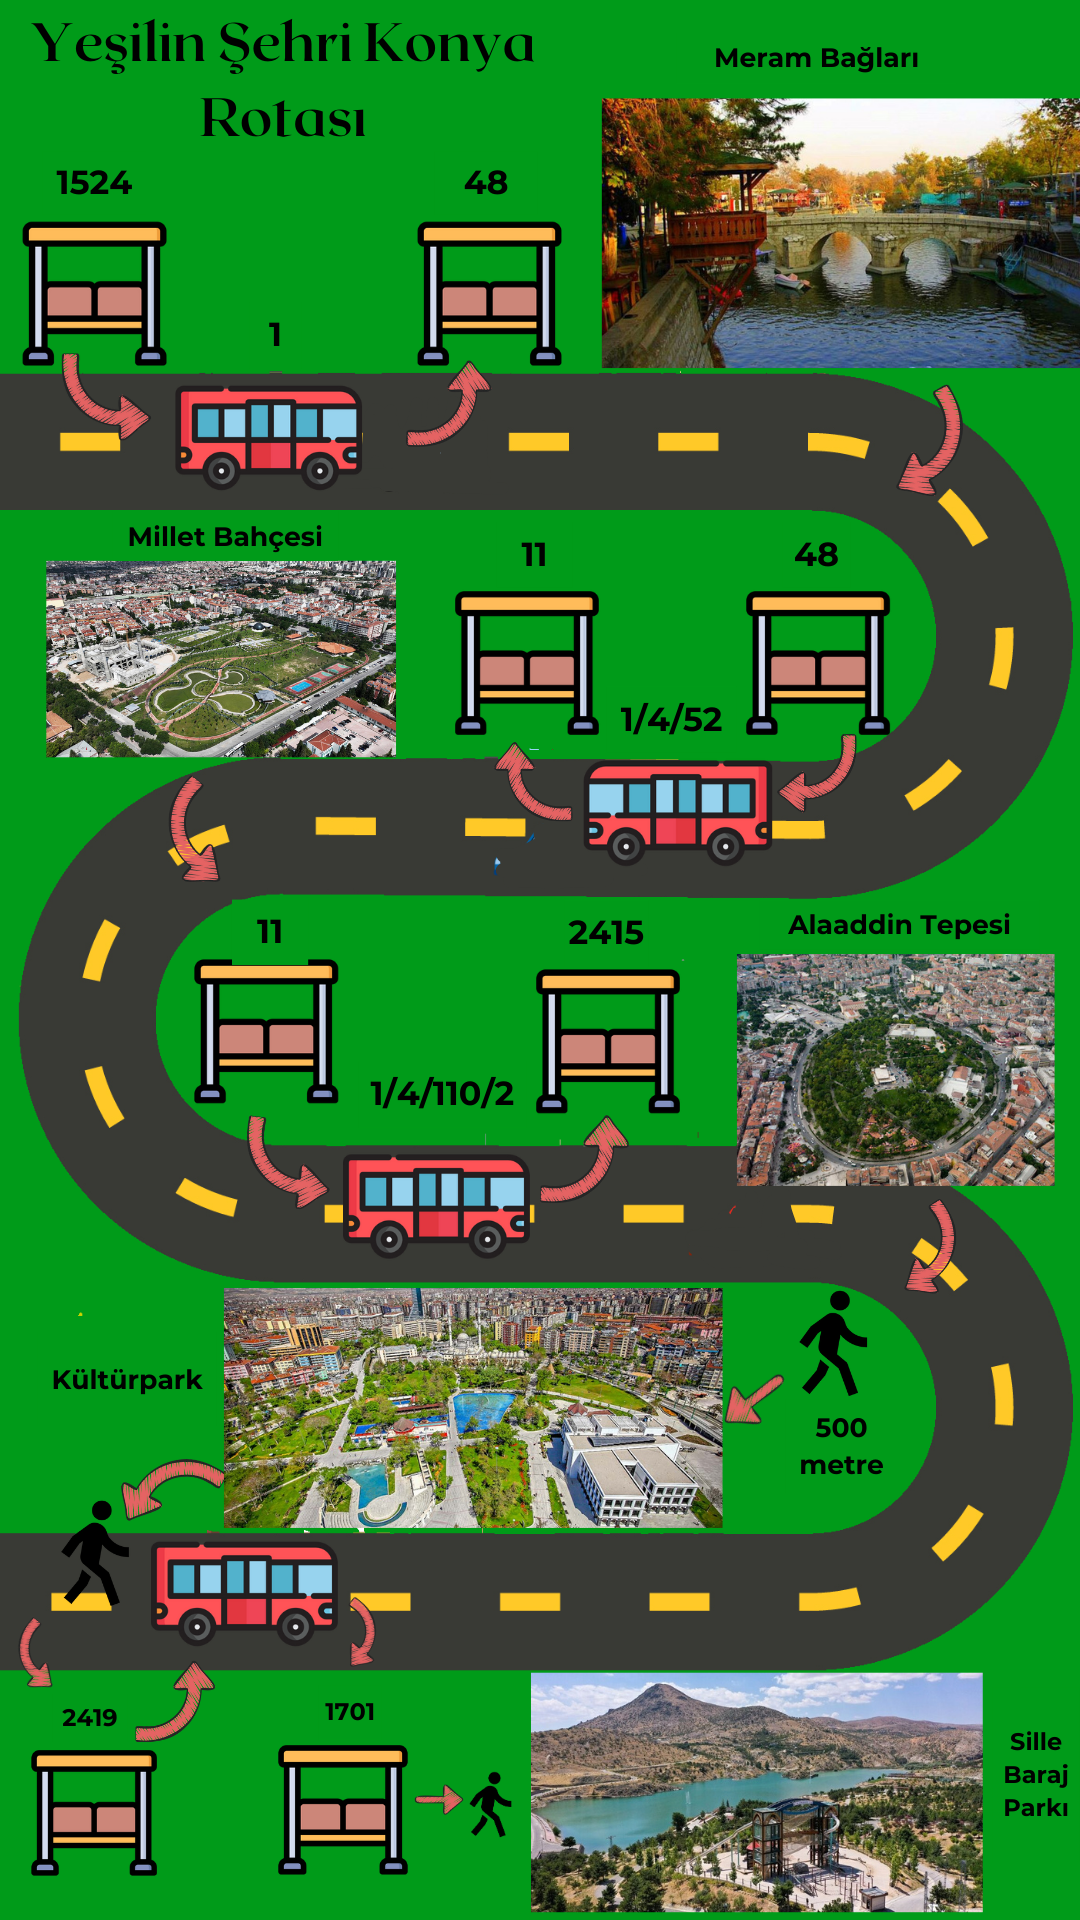 Yeşilin Şehri Konya
Rotası
Meram Bağları
1524
48
1
Millet Bahçesi
11
48
1/4/52
11
2415
Alaaddin Tepesi
1/4/110/2
Kültürpark
500
metre
2419
1701
Sille
Baraj
Parkı